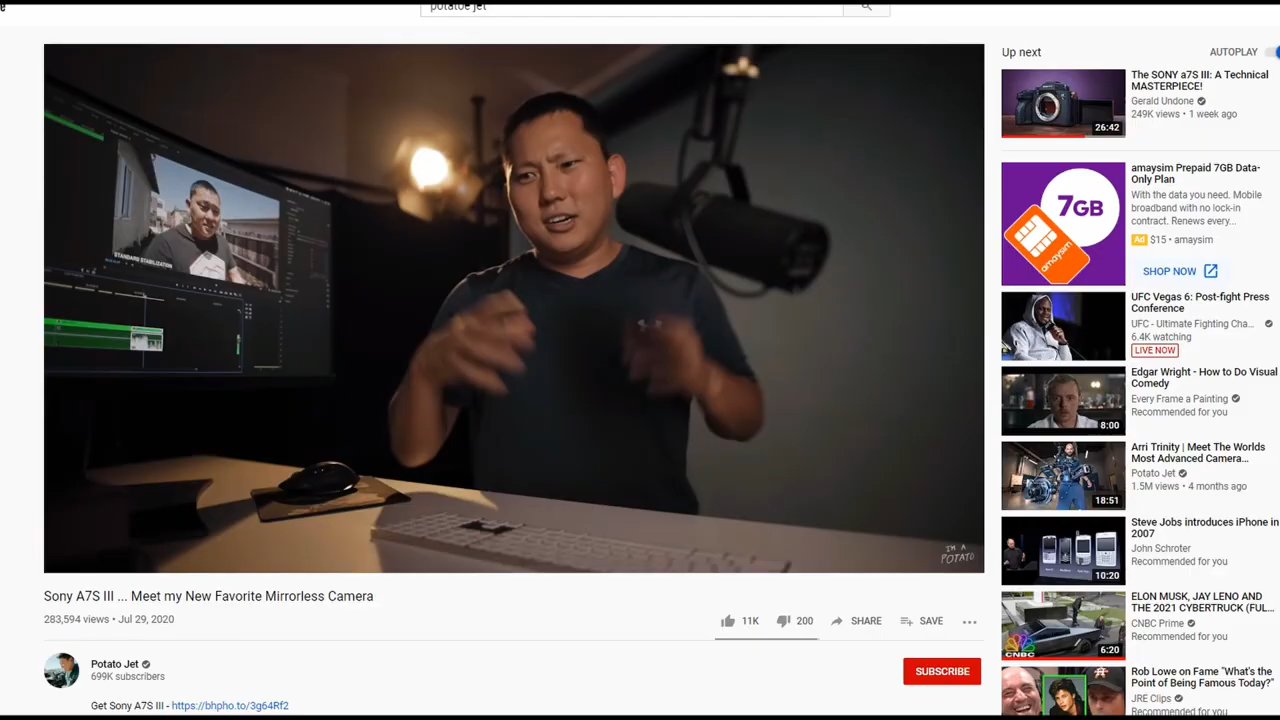 potatoe jet
STANDARD STABILIZATION
I'M A
POTATO
Sony A7S III ... Meet my New Favorite Mirrorless Camera
283,594 views • Jul 29, 2020
11K
200
SHARE
SAVE
Potato Jet
699K subscribers
SUBSCRIBE
Get Sony A7S III - https://bhpho.to/3g64Rf2
Up next
AUTOPLAY
26:42
The SONY a7S III: A Technical
MASTERPIECE!
Gerald Undone
249K views • 1 week ago
7GB
amaysim
amaysim Prepaid 7GB Data-
Only Plan
With the data you need. Mobile
broadband with no lock-in
contract. Renews every...
Ad $15 • amaysim
SHOP NOW
UFC Vegas 6: Post-fight Press
Conference
UFC - Ultimate Fighting Cha...
6.4K watching
LIVE NOW
8:00
Edgar Wright - How to Do Visual
Comedy
Every Frame a Painting
Recommended for you
18:51
Arri Trinity | Meet The Worlds
Most Advanced Camera...
Potato Jet
1.5M views • 4 months ago
10:20
Steve Jobs introduces iPhone in
2007
John Schroter
Recommended for you
CNBC
6:20
ELON MUSK, JAY LENO AND
THE 2021 CYBERTRUCK (FUL...
CNBC Prime
Recommended for you
Rob Lowe on Fame "What's the
Point of Being Famous Today?"
JRE Clips
Recommended for you